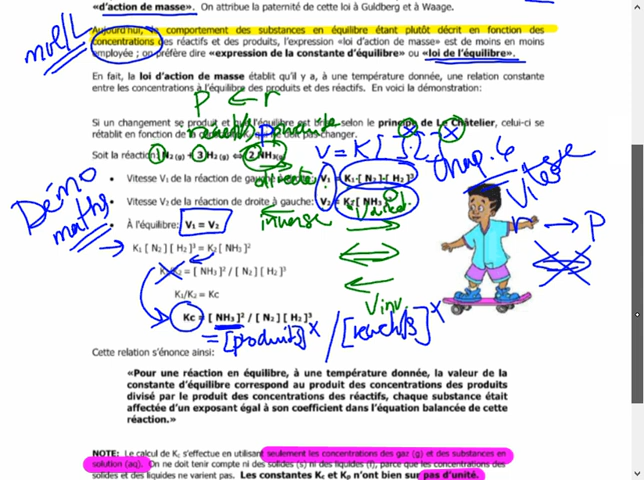 «d'action de masse». On attribue la paternité de cette loi à Guldberg et à Waage.
mol/L
Aujourd'hui, le comportement des substances en équilibre étant plutôt décrit en fonction des
concentrations des réactifs et des produits, l'expression «loi d'action de masse» est de moins en moins
employée ; on préfère dire «expression de la constante d'équilibre» ou «loi de l'équilibre».
En fait, la loi d'action de masse établit qu'il y a, à une température donnée, une relation constante
entre les concentrations à l'équilibre des produits et des réactifs. En voici la démonstration:
P ← r
Si un changement se produit et que l'équilibre est brisé selon le principe de Le Châtelier, celui-ci se
rétablit en fonction de la pas changer.
Soit la réaction: 1 N₂ (g) + 3 H₂ (g) ⇔ 2 NH₃(g)
V = K [ ]ˣ [ ]ˣ
Chap. 6
Vitesse
directe
Vitesse V₁ de la réaction de gauche à droite: V₁ = K₁·[ N₂]·[ H₂ ]³
Démo
maths
Vitesse V₂ de la réaction de droite à gauche: V₂ = K₂[ NH₃ ]²
inverse
V direct
r → P
À l'équilibre: V₁ = V₂
→ K₁ [ N₂ ] [ H₂ ]³ = K₂ [ NH₃ ]²
K₁/K₂ = [ NH₃ ]² / [ N₂ ] [ H₂ ]³
K₁/K₂ = Kc
V inv
Kc = [ NH₃ ]² / [ N₂ ] [ H₂ ]³
= [produits]ˣ / [réactifs]ˣ
Cette relation s'énonce ainsi:
«Pour une réaction en équilibre, à une température donnée, la valeur de la
constante d'équilibre correspond au produit des concentrations des produits
divisé par le produit des concentrations des réactifs, chaque substance était
affectée d'un exposant égal à son coefficient dans l'équation balancée de cette
réaction.»
NOTE: Le calcul de Kc s'effectue en utilisant seulement les concentrations des gaz (g) et des substances en
solution (aq). On ne doit tenir compte ni des solides (s) ni des liquides (l), parce que les concentrations des
solides et des liquides ne varient pas. Les constantes Kc et Kp n'ont bien sur pas d'unité.